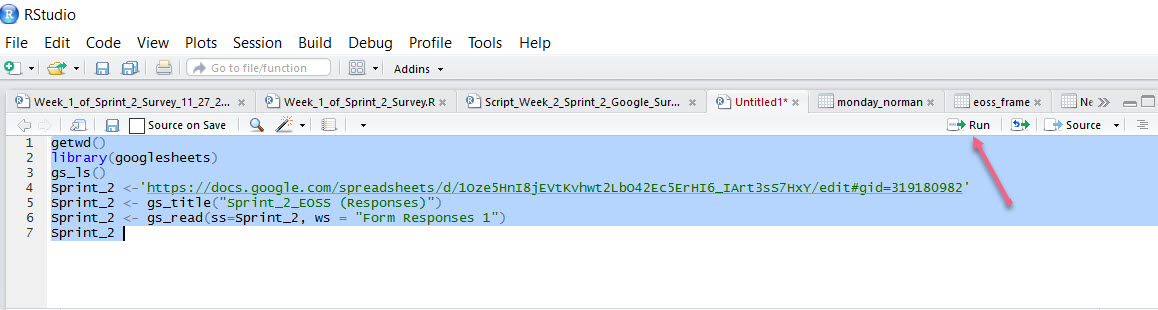 RStudio
File Edit Code View Plots Session Build Debug Profile Tools Help
Go to file/function Addins
Week_1_of_Sprint_2_Survey_11_27_2... Week_1_of_Sprint_2_Survey.R Script_Week_2_Sprint_2_Google_Sur... Untitled1* monday_norman eoss_frame Ne
Source on Save Run Source
1 getwd()
2 library(googlesheets)
3 gs_ls()
4 Sprint_2 <-'https://docs.google.com/spreadsheets/d/1Oze5HnI8jEVtKvhwt2LbO42Ec5ErHI6_IArt3sS7HxY/edit#gid=319180982'
5 Sprint_2 <- gs_title("Sprint_2_EOSS (Responses)")
6 Sprint_2 <- gs_read(ss=Sprint_2, ws = "Form Responses 1")
7 Sprint_2